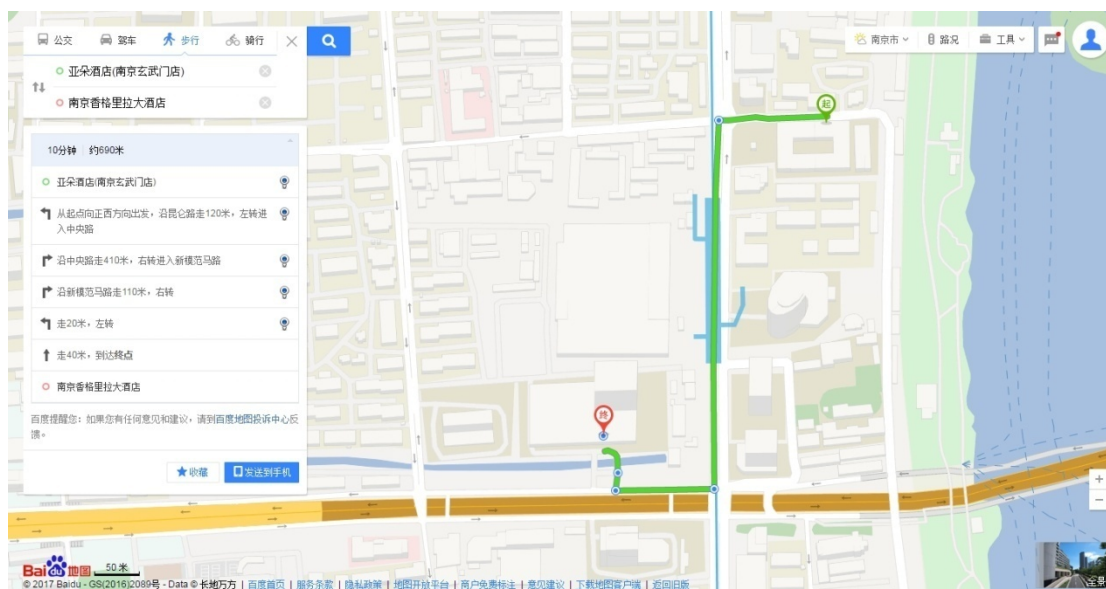 公交 驾车 步行 骑行
亚朵酒店(南京玄武门店)
南京香格里拉大酒店
南京市 路况 工具
10分钟 约690米
亚朵酒店(南京玄武门店)
从起点向正西方向出发，沿昆仑路走120米，左转进
入中央路
沿中央路走410米，右转进入新模范马路
沿新模范马路走110米，右转
走20米，左转
走40米，到达终点
南京香格里拉大酒店
百度提醒您：如果您有任何意见和建议，请到百度地图投诉中心反
馈。
收藏 发送到手机
起
终
Bai du 地图 50 米
© 2017 Baidu - GS(2016)2089号 - Data © 长地万方 | 百度首页 | 服务条款 | 隐私政策 | 地图开放平台 | 商户免费标注 | 意见建议 | 下载地图客户端 | 返回旧版
全景